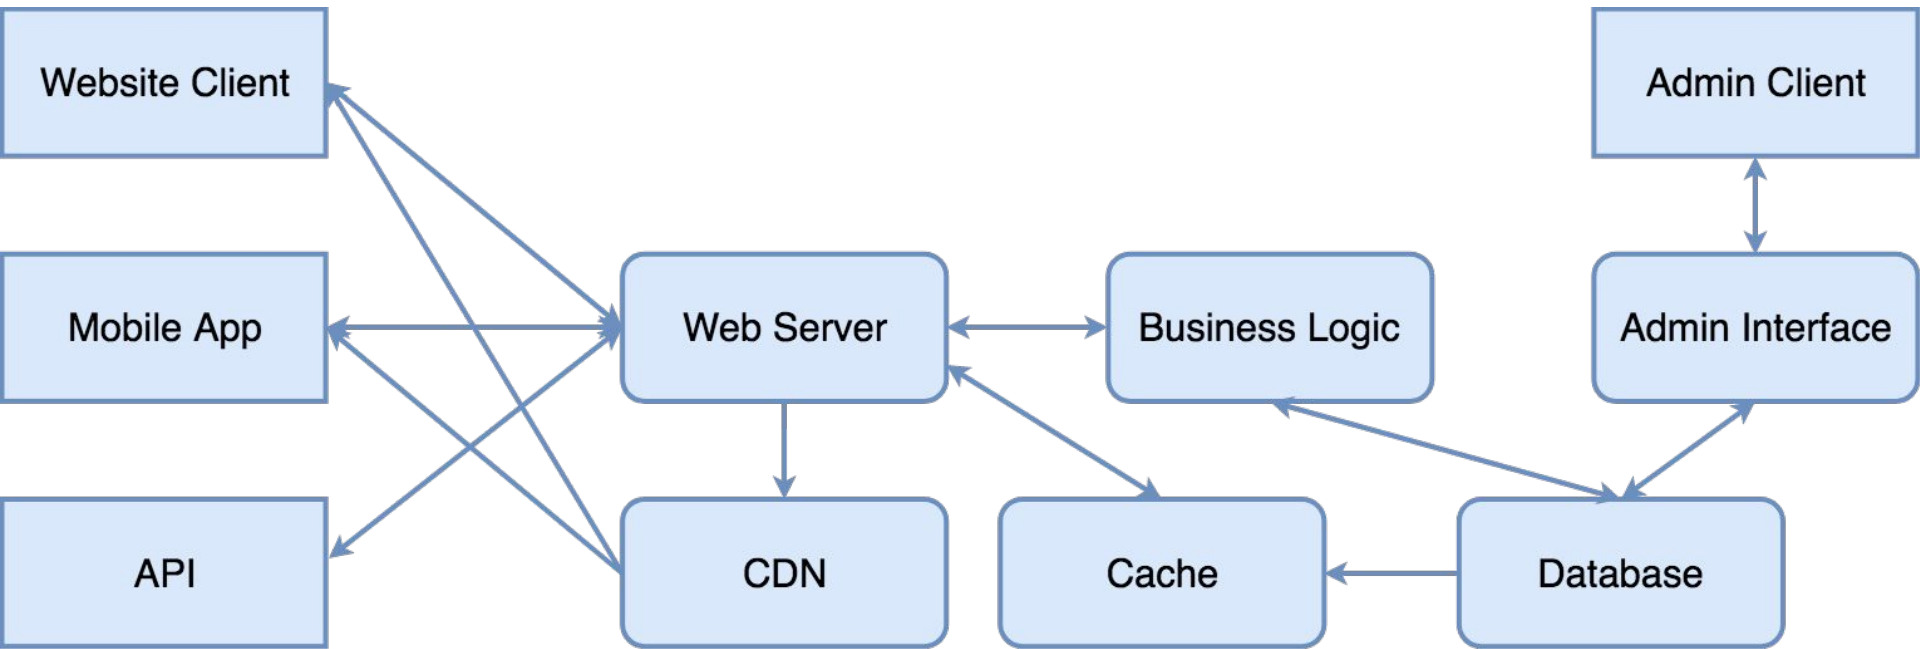 Website Client
Admin Client
Mobile App
Web Server
Business Logic
Admin Interface
API
CDN
Cache
Database